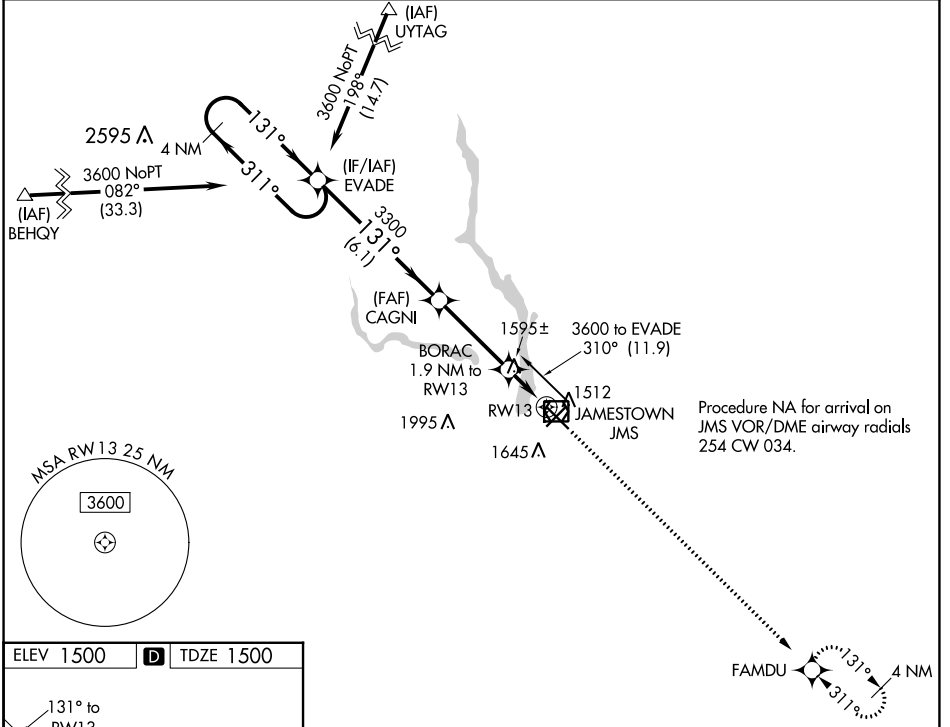 (IAF)
UYTAG
3600 NoPT
198°
(14.7)
2595
4 NM
131°
311°
(IF/IAF)
EVADE
3600 NoPT
082°
(33.3)
(IAF)
BEHQY
3300
131°
(6.1)
(FAF)
CAGNI
1595±
3600 to EVADE
310° (11.9)
BORAC
1.9 NM to
RW13
RW13
1512
JAMESTOWN
JMS
1995
1645
Procedure NA for arrival on
JMS VOR/DME airway radials
254 CW 034.
MSA RW13 25 NM
3600
FAMDU
131°
311°
4 NM
ELEV 1500
D
TDZE 1500
131° to
RW13